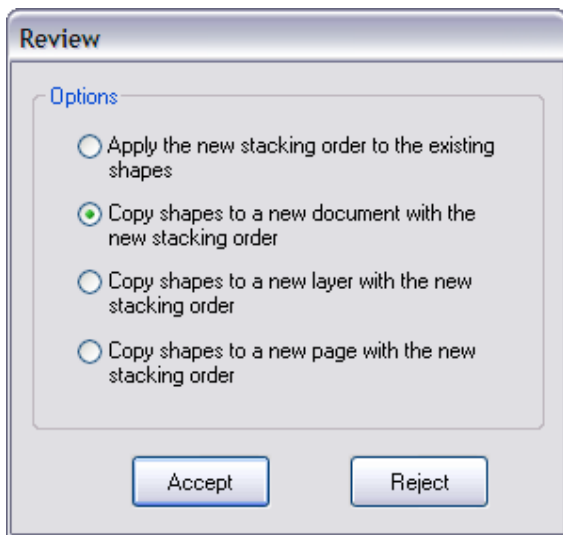 Review
Options
Apply the new stacking order to the existing
shapes
Copy shapes to a new document with the
new stacking order
Copy shapes to a new layer with the new
stacking order
Copy shapes to a new page with the new
stacking order
Accept
Reject